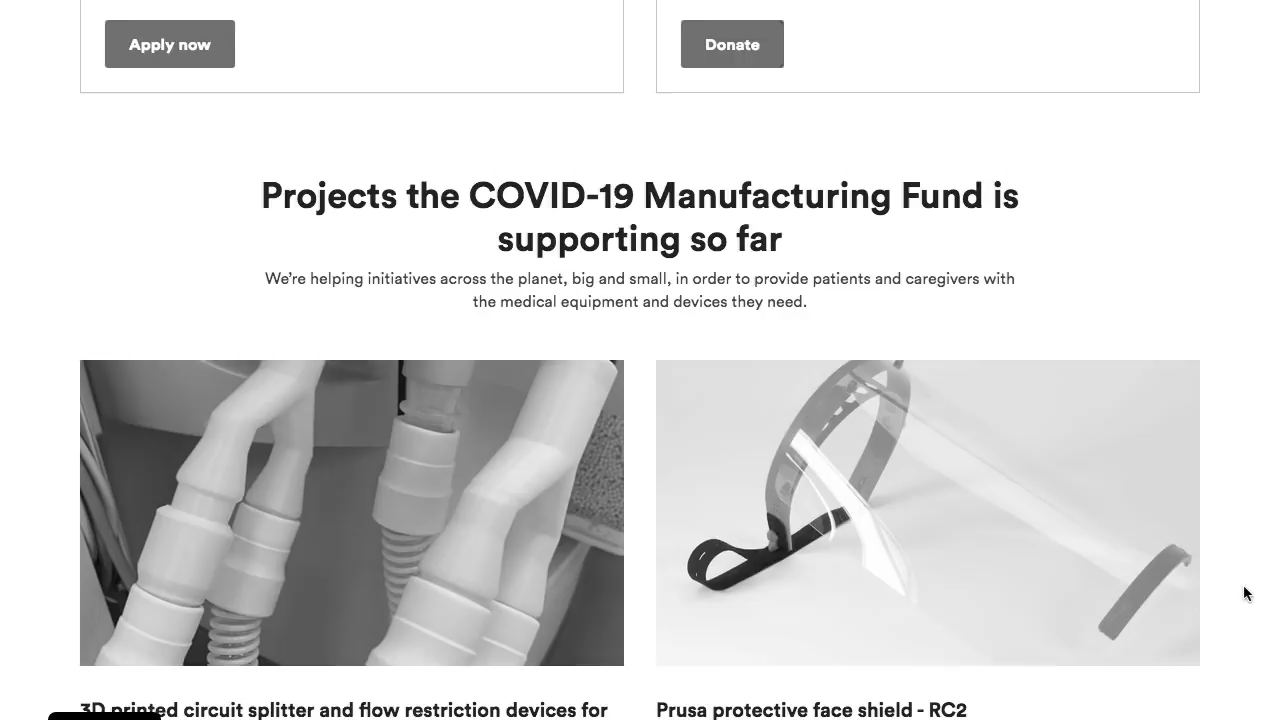 Apply now
Donate
Projects the COVID-19 Manufacturing Fund is
supporting so far
We're helping initiatives across the planet, big and small, in order to provide patients and caregivers with
the medical equipment and devices they need.
3D printed circuit splitter and flow restriction devices for
Prusa protective face shield - RC2